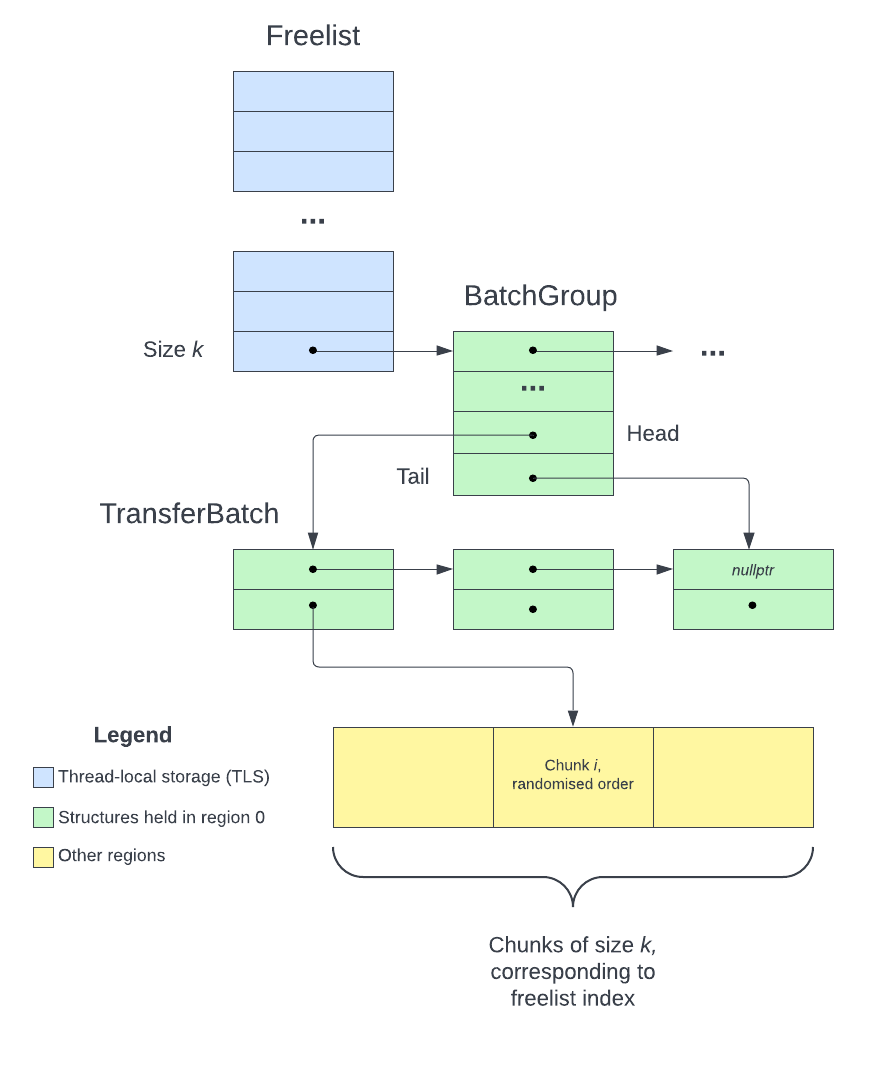 Freelist
...
BatchGroup
Size k
...
...
Head
Tail
TransferBatch
nullptr
Legend
Thread-local storage (TLS)
Structures held in region 0
Other regions
Chunk i,
randomised order
Chunks of size k,
corresponding to
freelist index